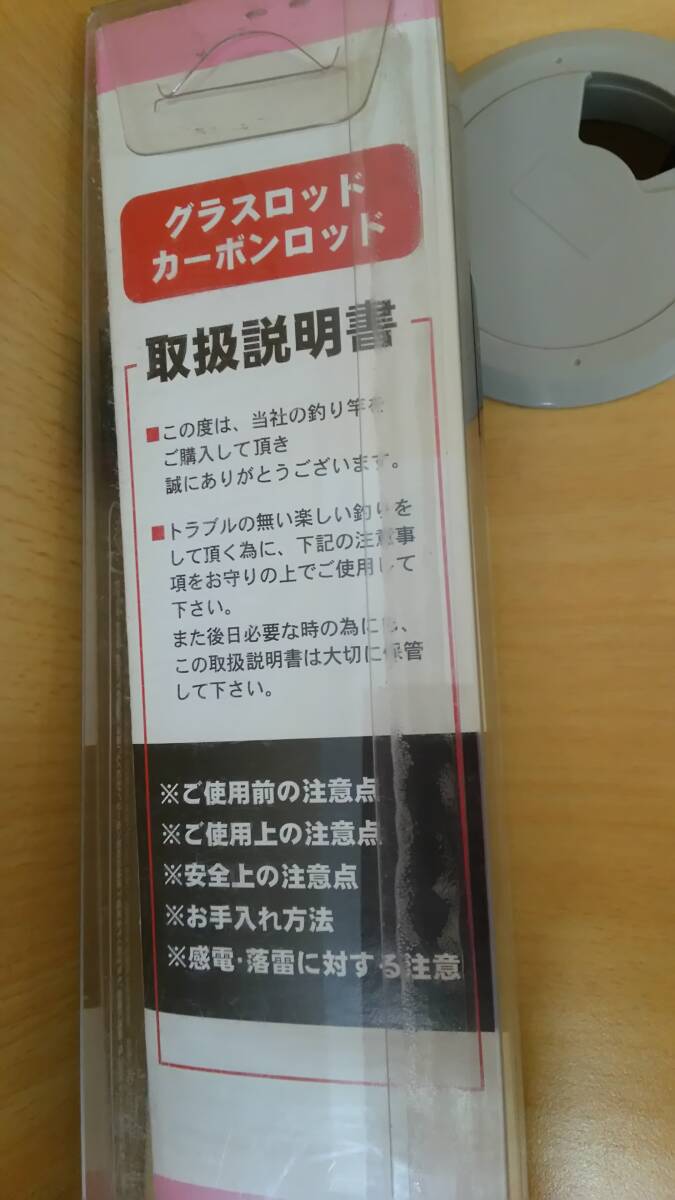 グラスロッド
カーボンロッド
取扱説明書
■この度は、当社の釣り竿を
ご購入して頂き
誠にありがとうございます。
■トラブルの無い楽しい釣りを
して頂く為に、下記の注意事
項をお守りの上でご使用して
下さい。
また後日必要な時の為にも、
この取扱説明書は大切に保管
して下さい。
※ご使用前の注意点
※ご使用上の注意点
※安全上の注意点
※お手入れ方法
※感電・落雷に対する注意